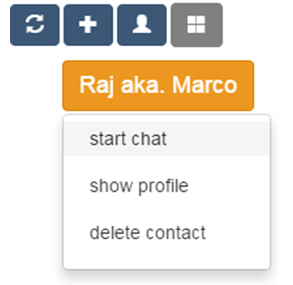 Raj aka. Marco
start chat
show profile
delete contact